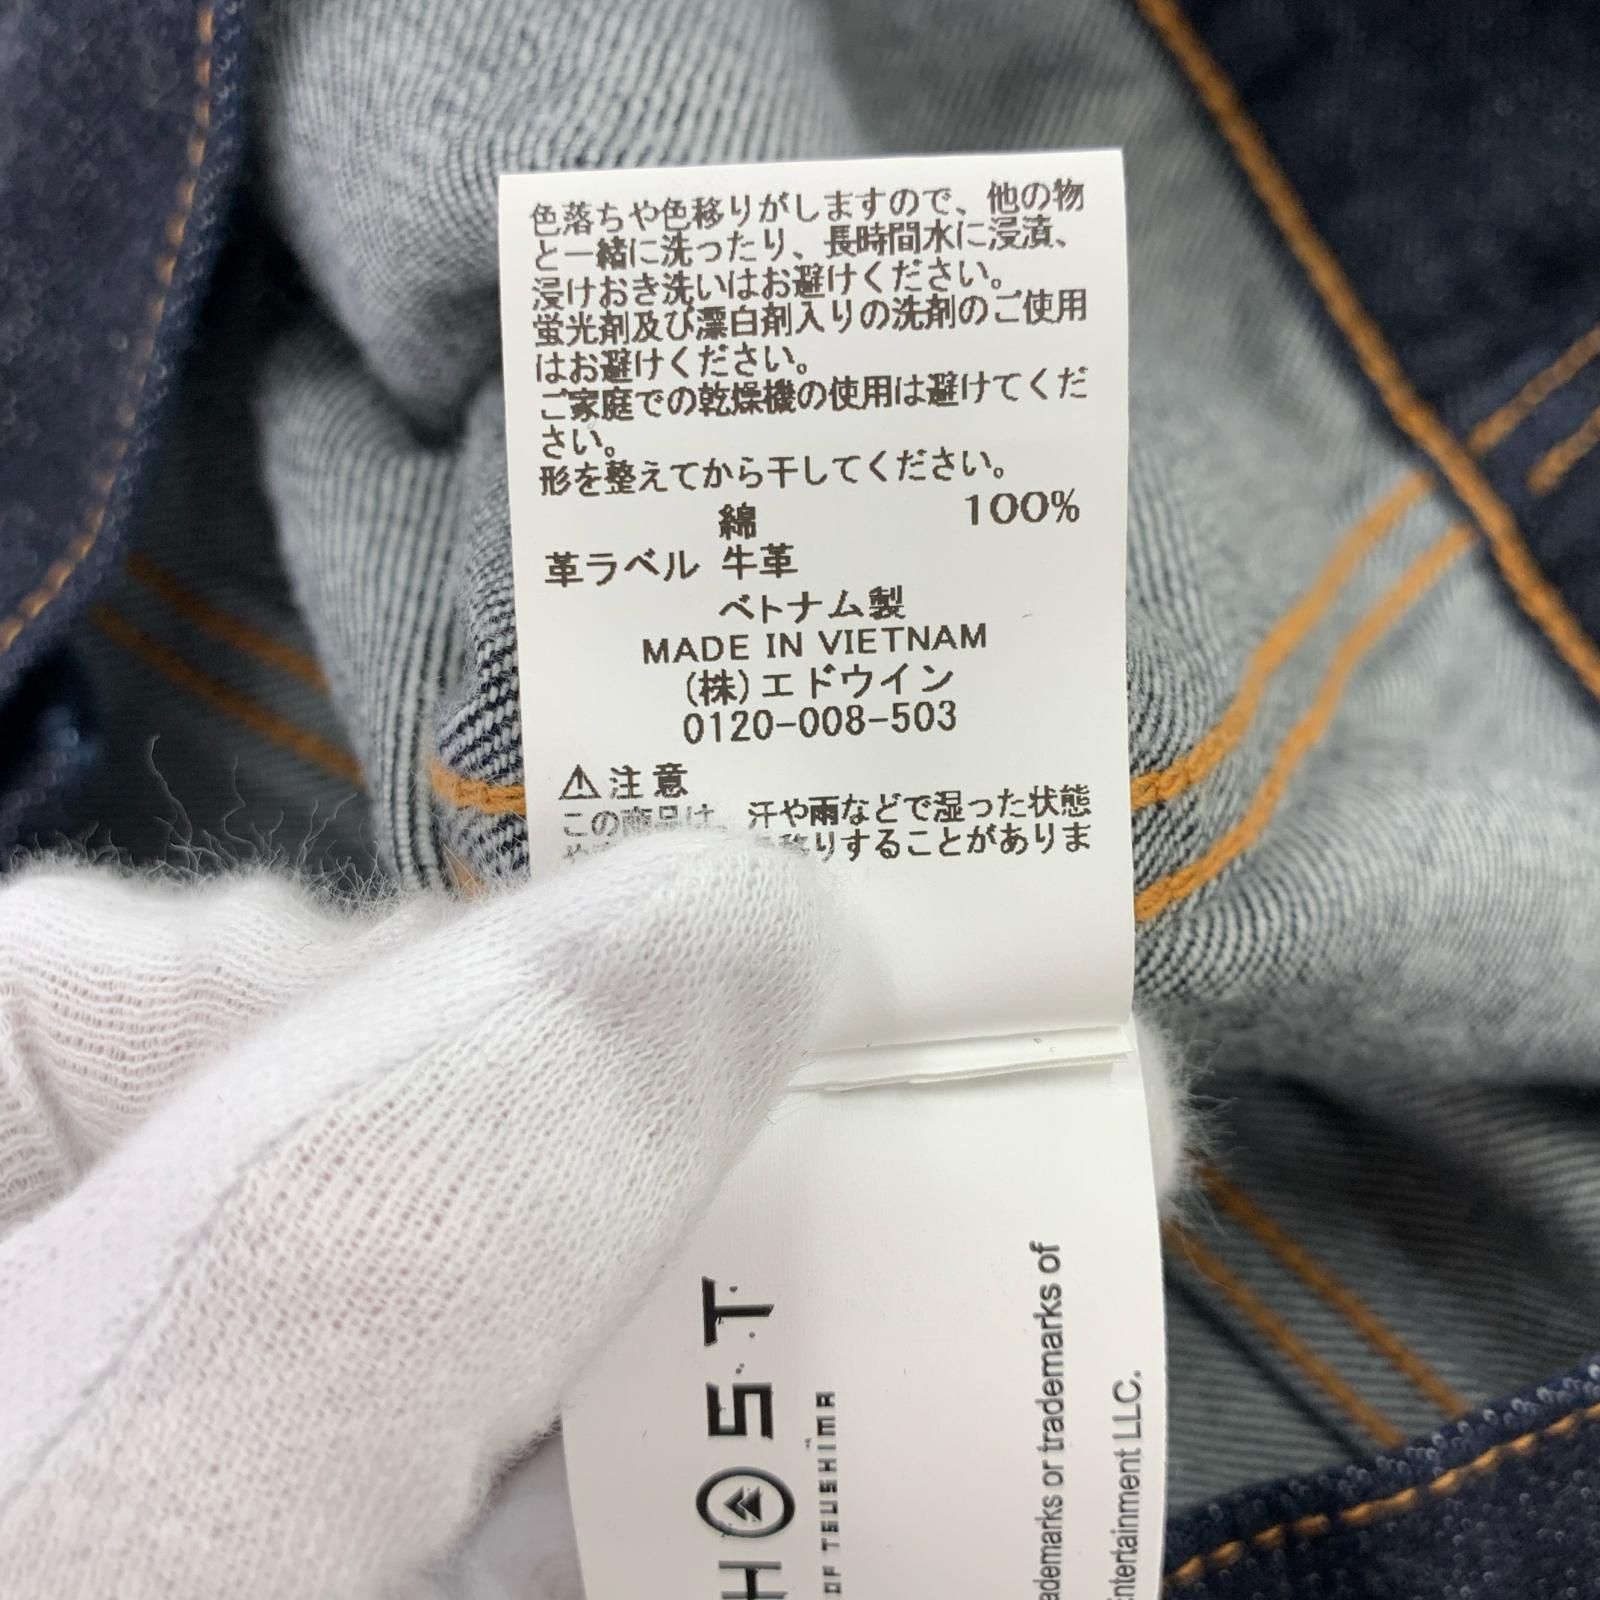 色落ちや色移りがしますので、他の物
と一緒に洗ったり、長時間水に浸漬、
浸けおき洗いはお避けください。
蛍光剤及び漂白剤入りの洗剤のご使用
はお避けください。
ご家庭での乾燥機の使用は避けてくだ
さい。
形を整えてから干してください。
綿 100%
革ラベル 牛革
ベトナム製
MADE IN VIETNAM
(株)エドウイン
0120-008-503
⚠注意
この商品は、汗や雨などで湿った状態
移りすることがありま
OF TSUSHIMA
or trademarks of
LLC.